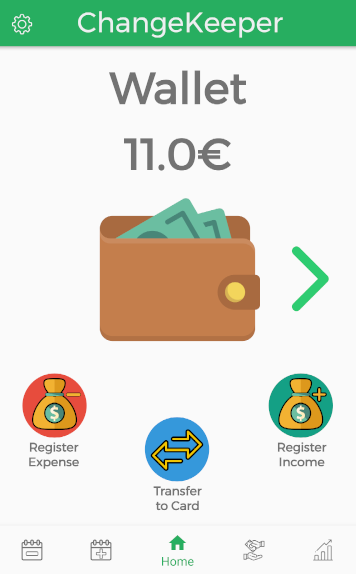 ChangeKeeper
Wallet
11.0€
$
$
Register
Expense
Register
Income
Transfer
to Card
Home